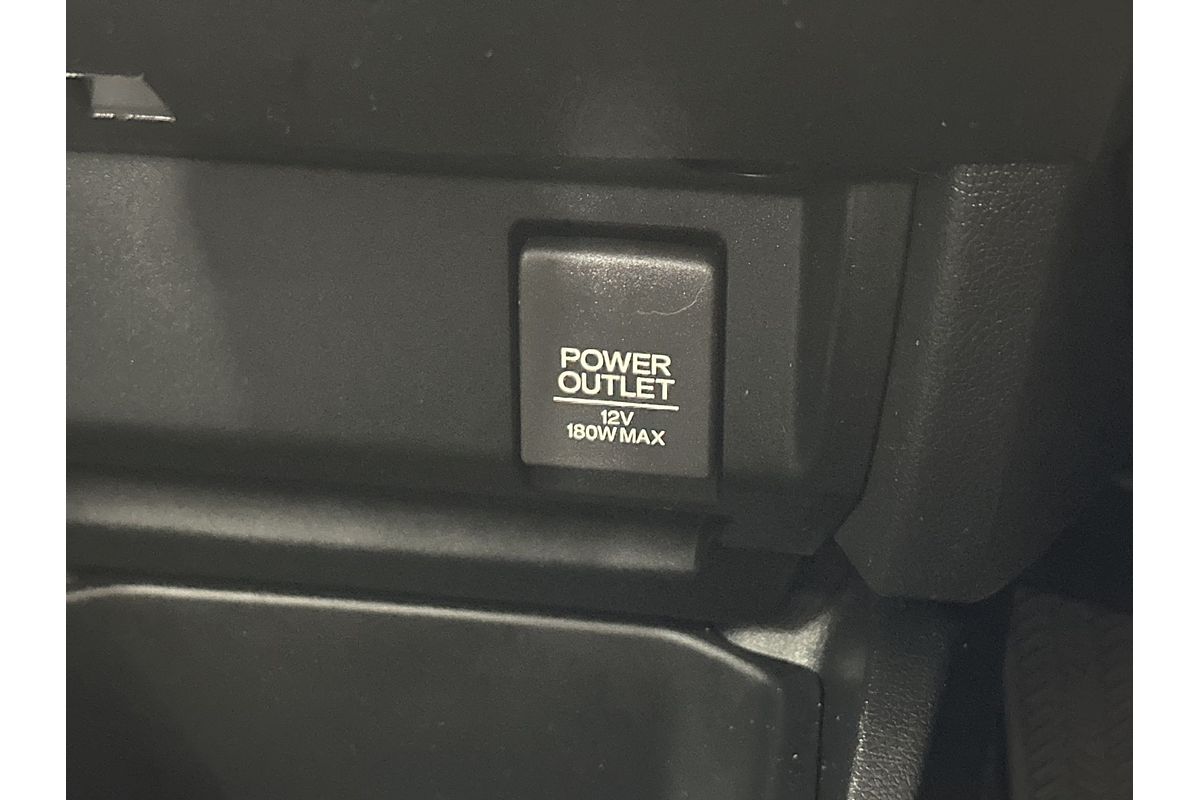 POWER
OUTLET
12V
180W MAX